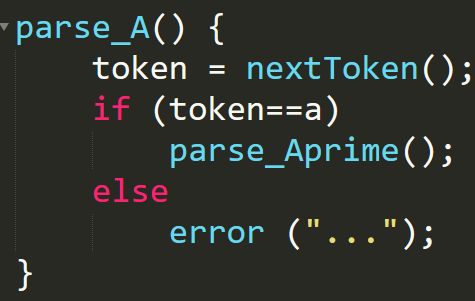 parse_A() {
    token = nextToken();
    if (token==a)
        parse_Aprime();
    else
        error ("...");
}